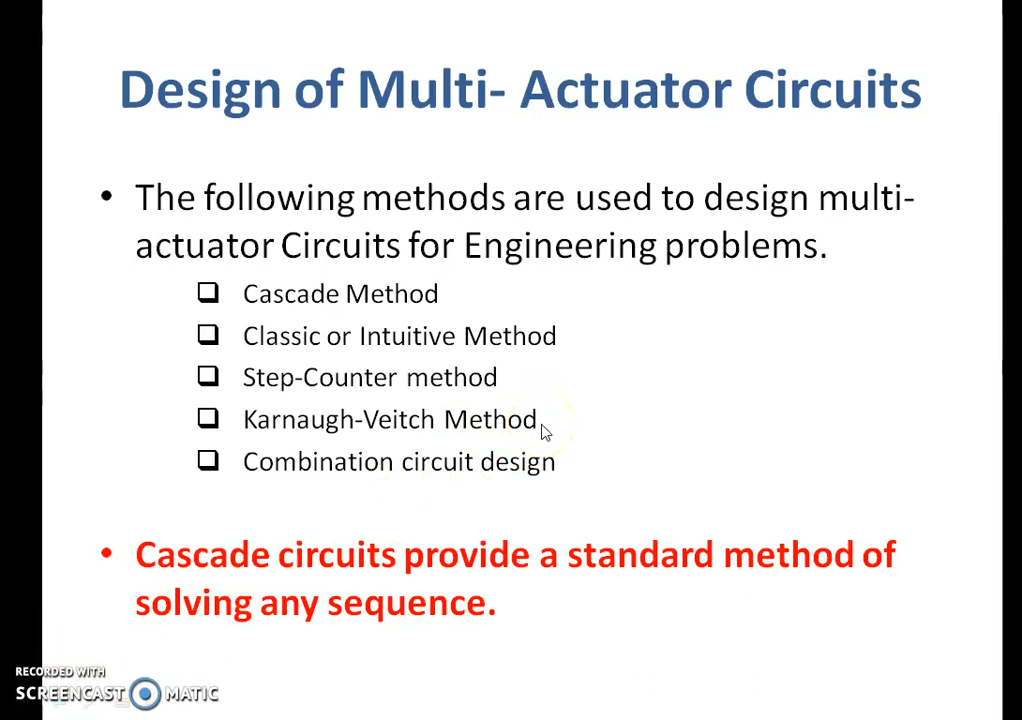 Design of Multi- Actuator Circuits
• The following methods are used to design multi-
actuator Circuits for Engineering problems.
❑ Cascade Method
❑ Classic or Intuitive Method
❑ Step-Counter method
❑ Karnaugh-Veitch Method
❑ Combination circuit design
• Cascade circuits provide a standard method of
solving any sequence.
RECORDED WITH
SCREENCAST MATIC